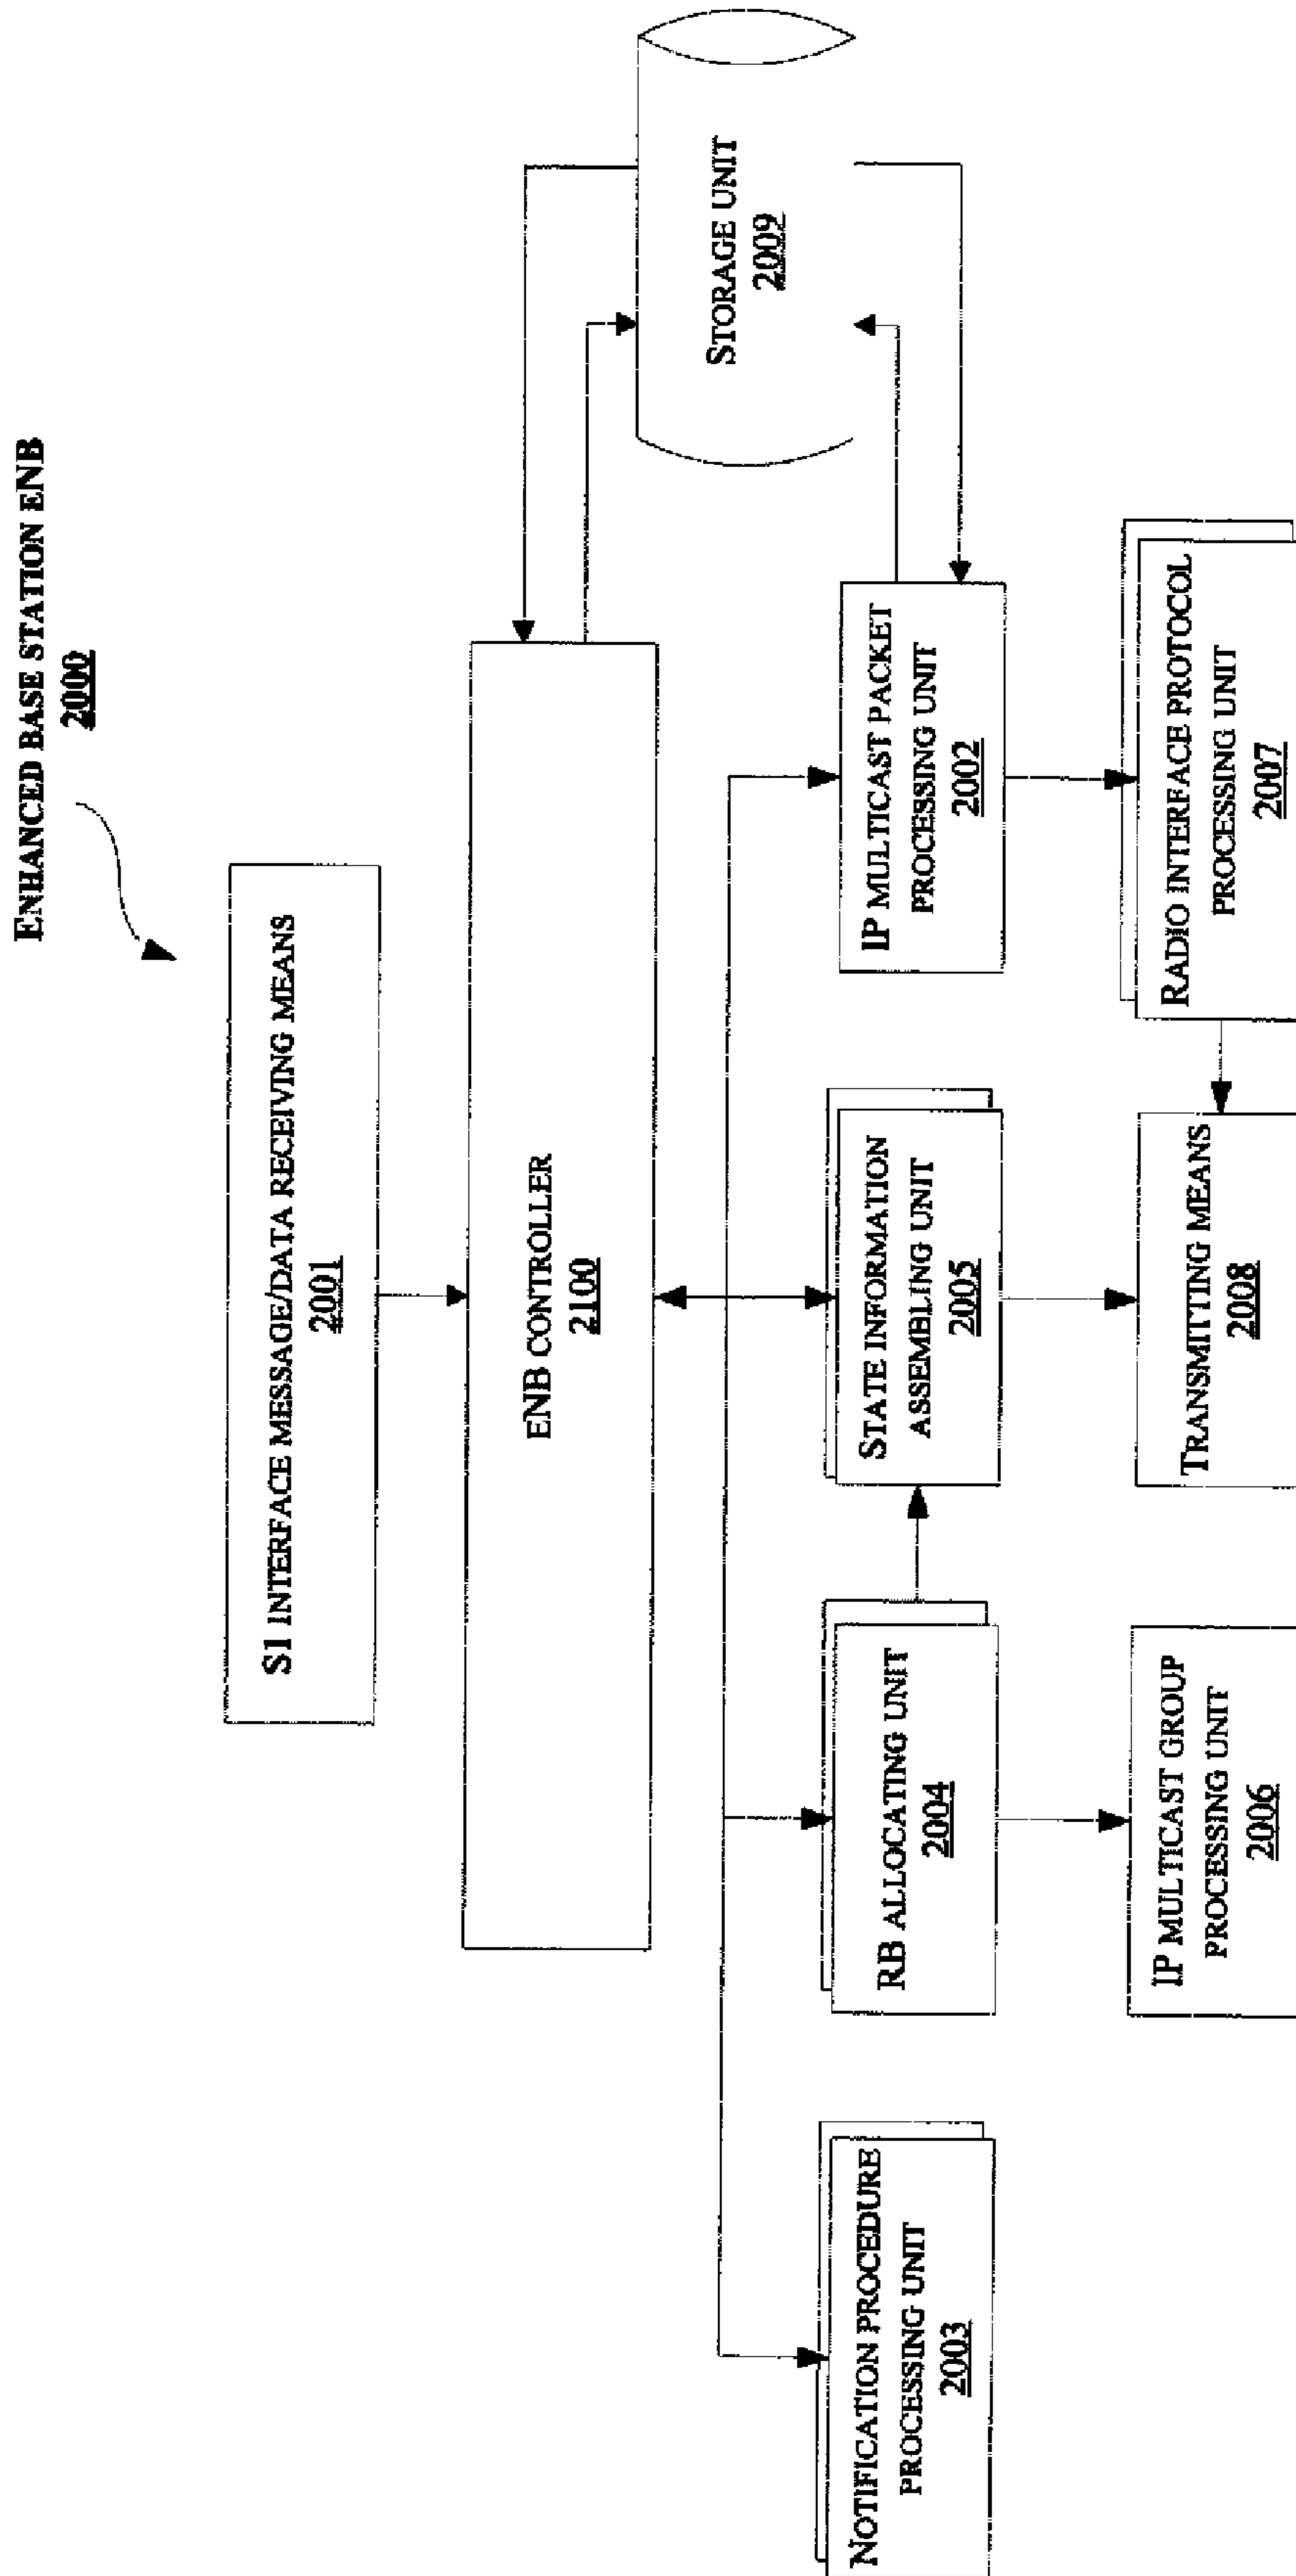 ENHANCED BASE STATION ENB
2000
S1 INTERFACE MESSAGE/DATA RECEIVING MEANS
2001
ENB CONTROLLER
2100
STORAGE UNIT
2009
NOTIFICATION PROCEDURE
PROCESSING UNIT
2003
RB ALLOCATING UNIT
2004
STATE INFORMATION
ASSEMBLING UNIT
2005
IP MULTICAST PACKET
PROCESSING UNIT
2002
IP MULTICAST GROUP
PROCESSING UNIT
2006
TRANSMITTING MEANS
2008
RADIO INTERFACE PROTOCOL
PROCESSING UNIT
2007